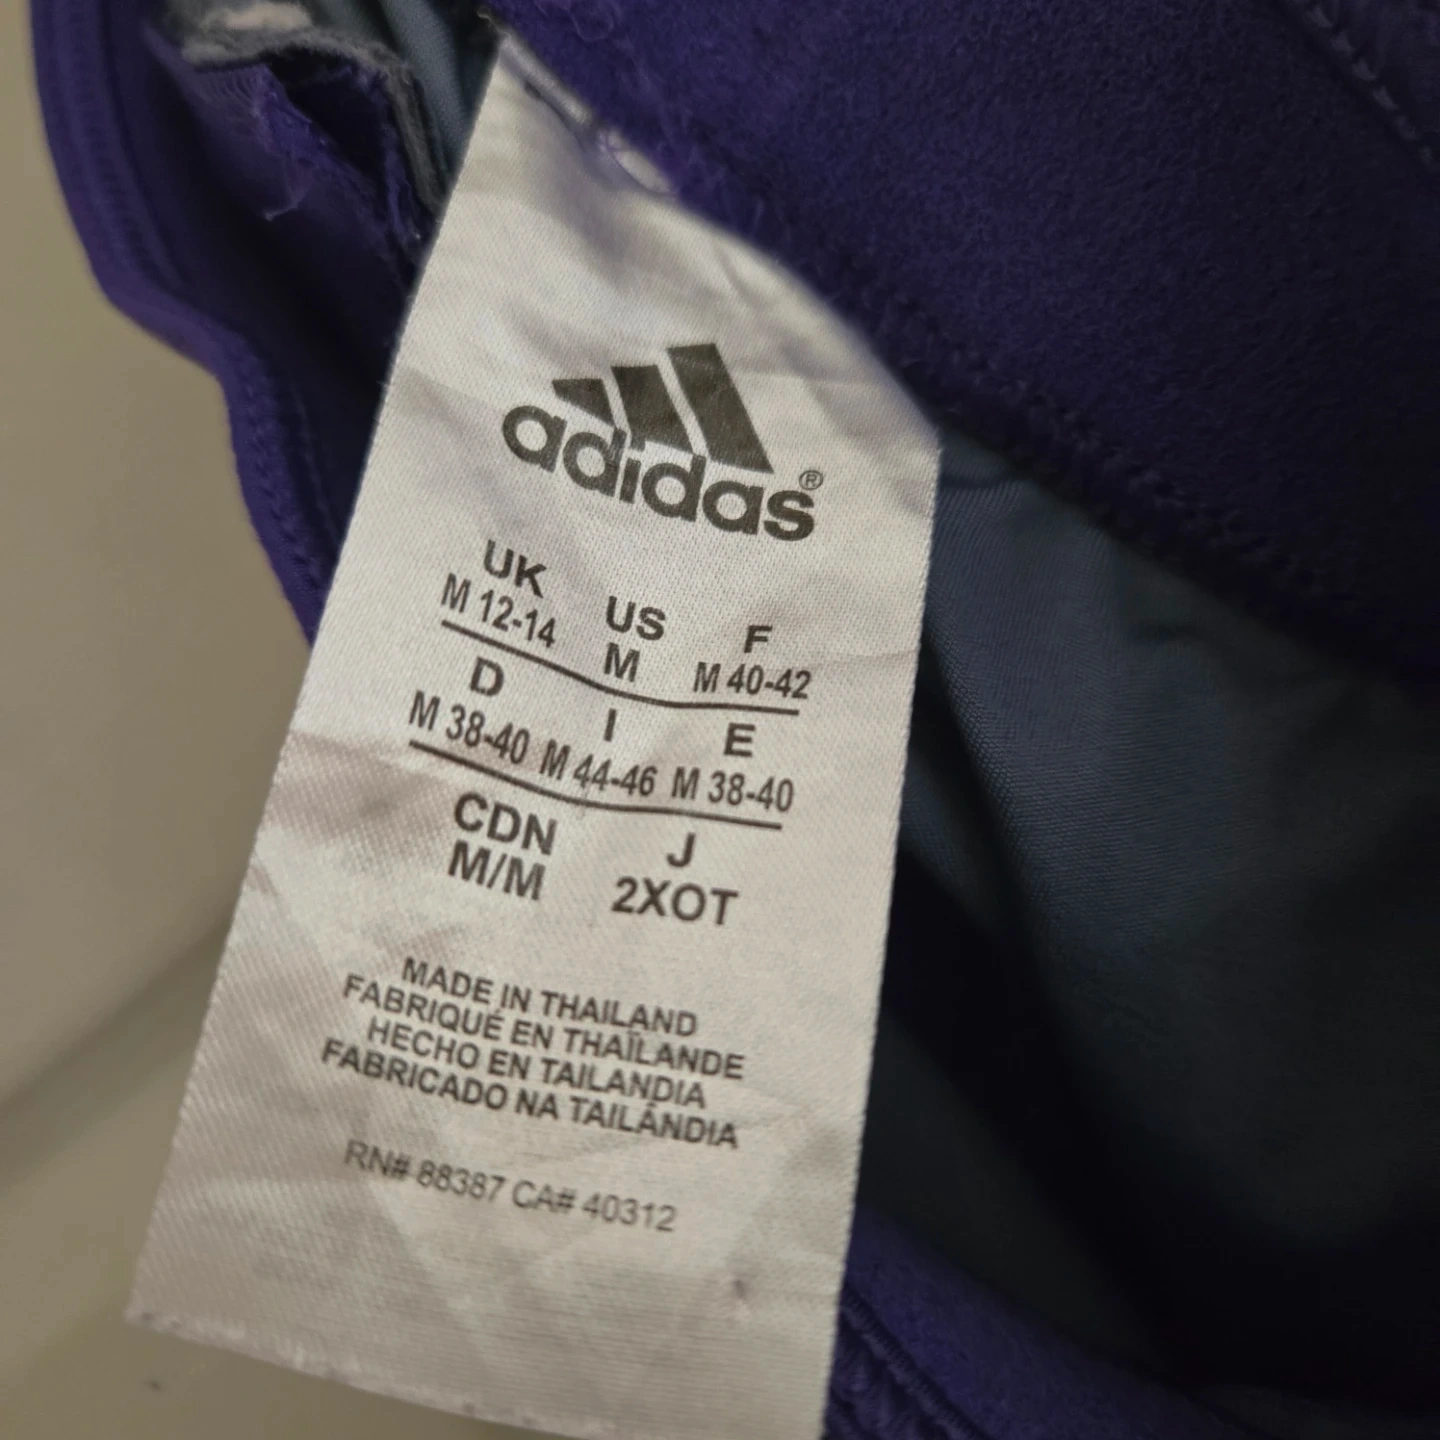 adidas®
UK US F
M 12-14 M M 40-42
D I E
M 38-40 M 44-46 M 38-40
CDN J
M/M 2XOT
MADE IN THAILAND
FABRIQUÉ EN THAÏLANDE
HECHO EN TAILANDIA
FABRICADO NA TAILÂNDIA
RN# 88387 CA# 40312